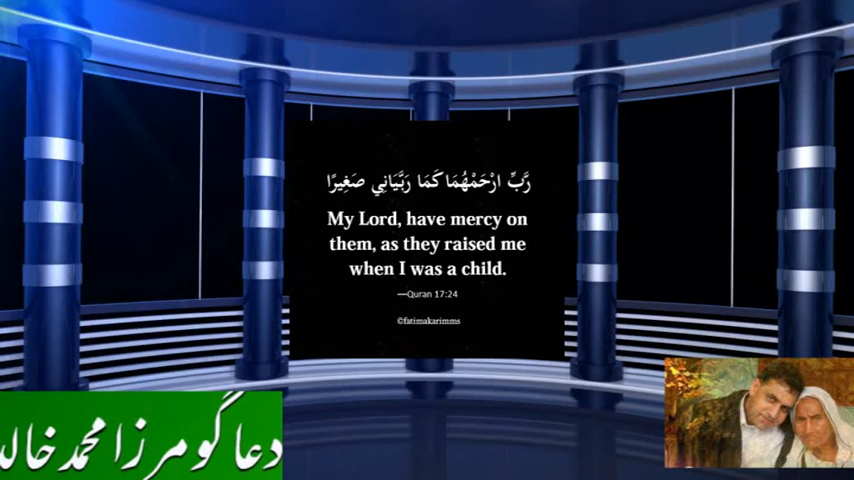 رَّبِّ ارْحَمْهُمَا كَمَا رَبَّيَانِي صَغِيرًا
My Lord, have mercy on
them, as they raised me
when I was a child.
—Quran 17:24
©fatimakarimms
دعا گو مرزا محمد خالد